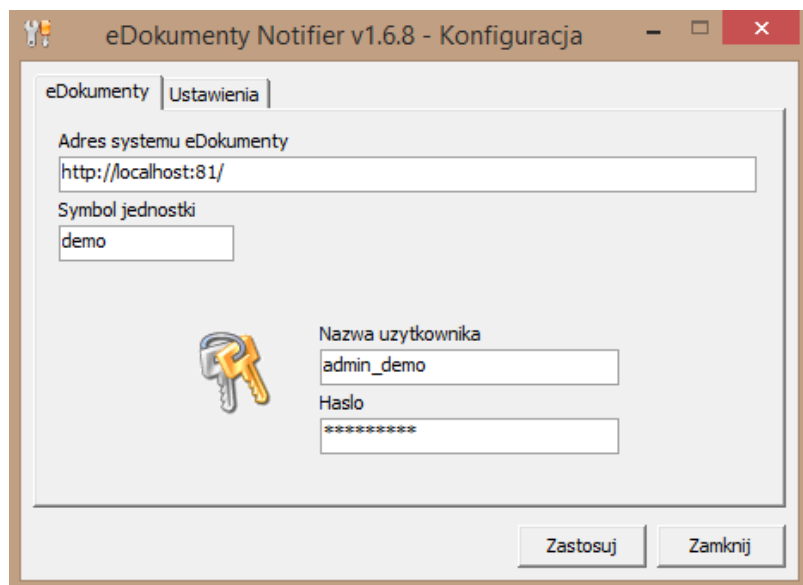 eDokumenty Notifier v1.6.8 - Konfiguracja
eDokumenty Ustawienia
Adres systemu eDokumenty
http://localhost:81/
Symbol jednostki
demo
Nazwa uzytkownika
admin_demo
Haslo
*********
Zastosuj Zamknij